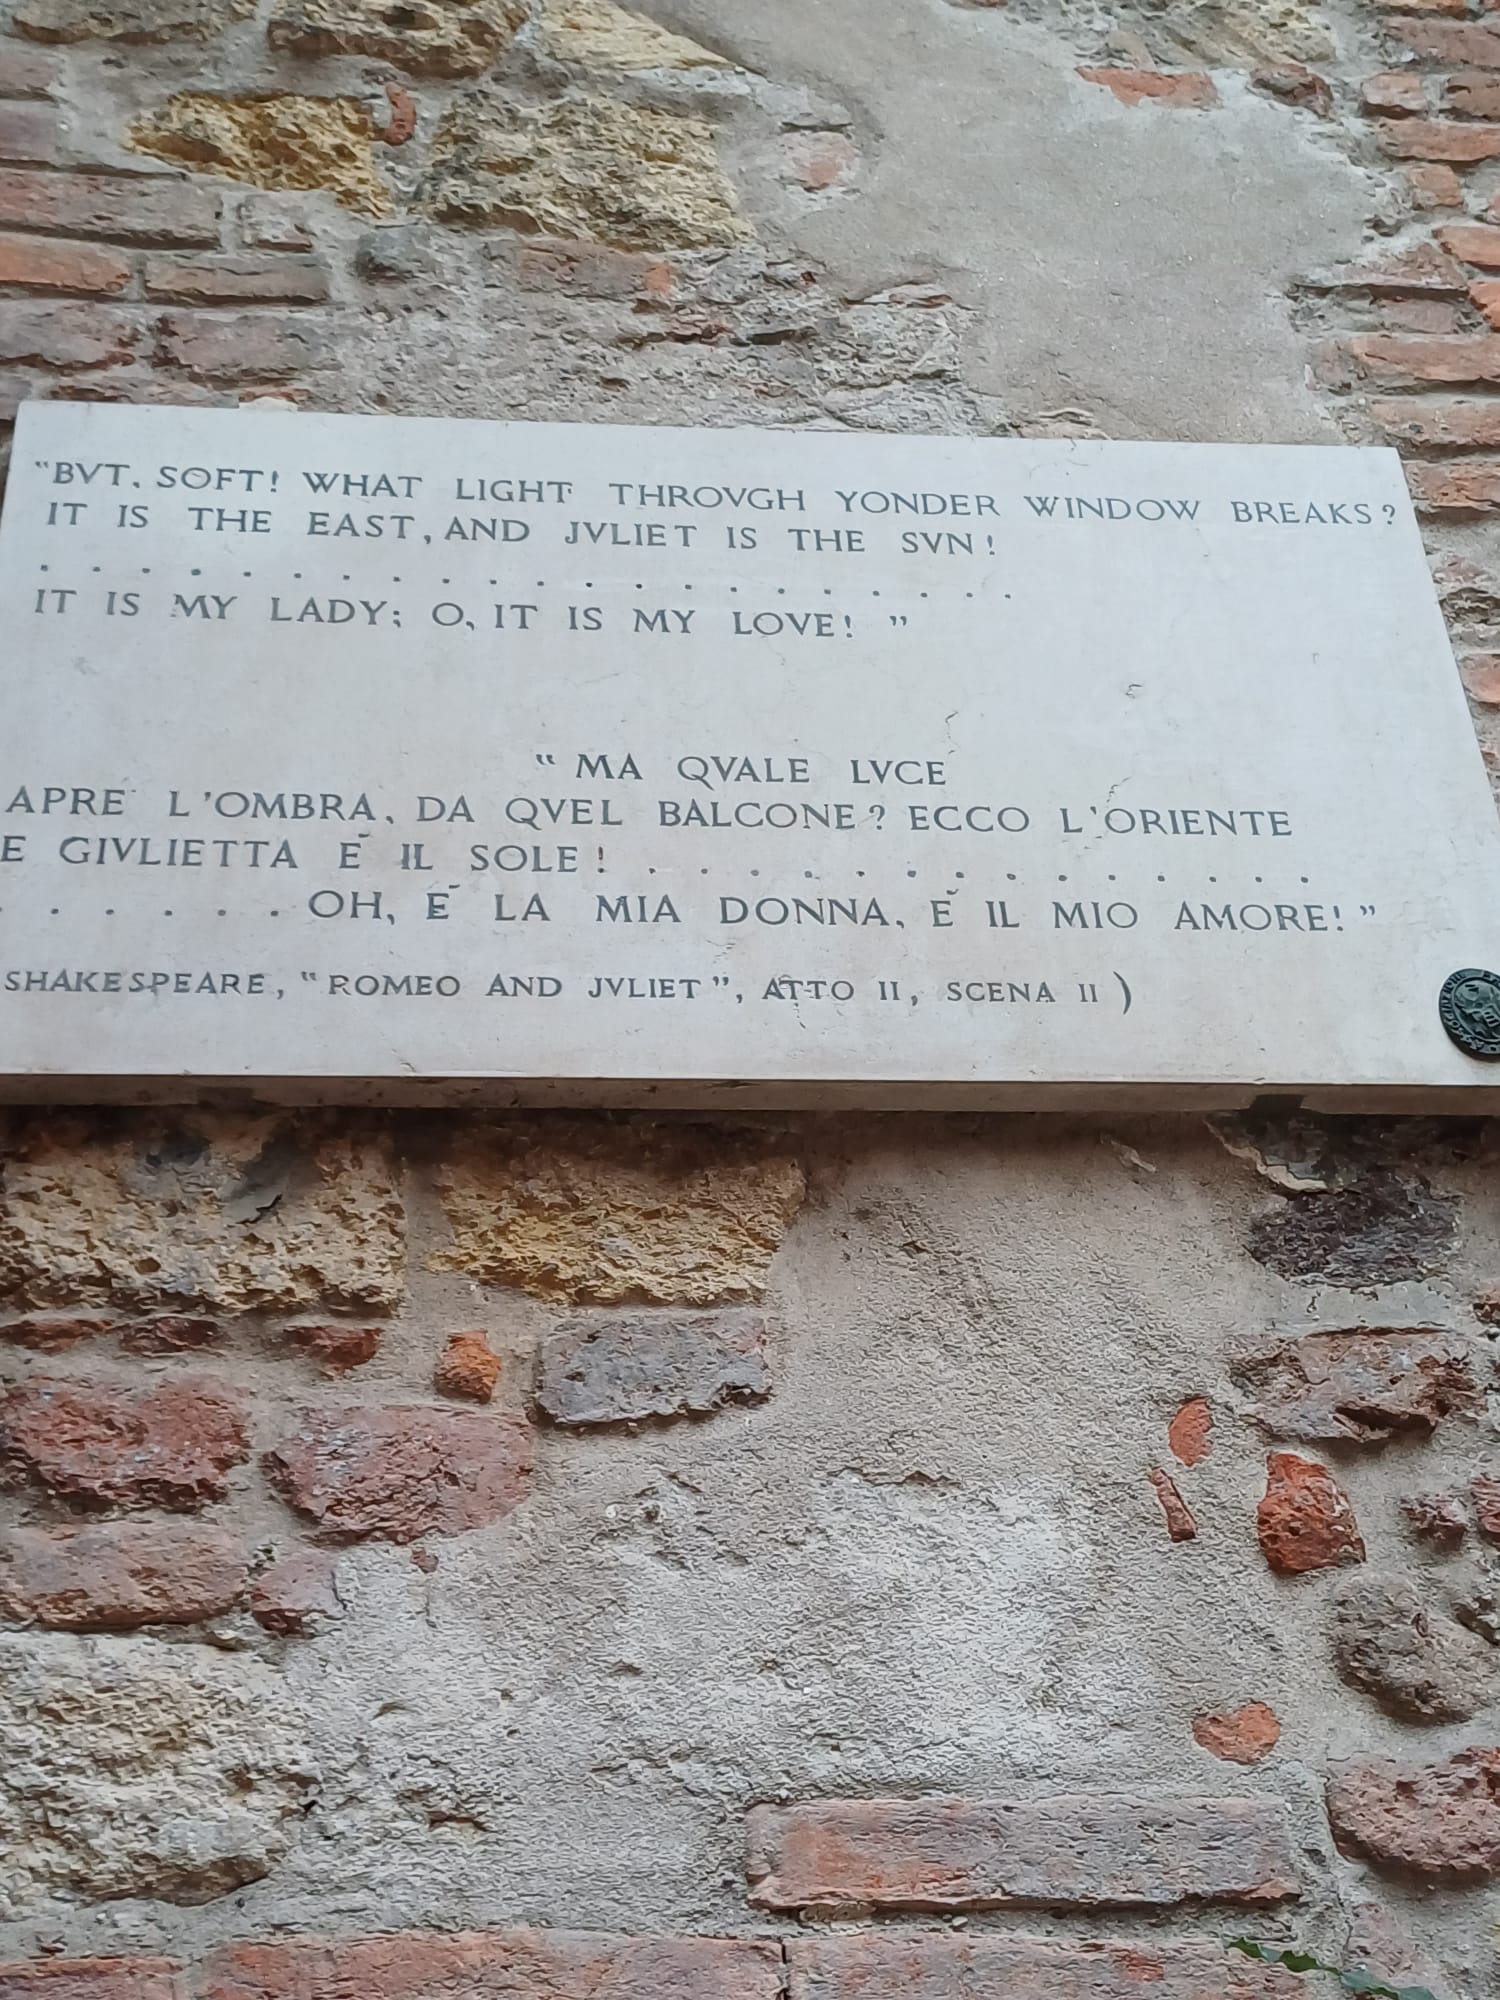 "BVT, SOFT! WHAT LIGHT THROVGH YONDER WINDOW BREAKS?
IT IS THE EAST, AND JVLIET IS THE SVN!
. . . . . . . . . . . . . . . . . . . .
IT IS MY LADY; O, IT IS MY LOVE! "
" MA QVALE LVCE
APRE L'OMBRA, DA QVEL BALCONE? ECCO L'ORIENTE
E GIVLIETTA È IL SOLE! . . . . . . . . . . . . . .
. . . . . . OH, È LA MIA DONNA, È IL MIO AMORE! "
SHAKESPEARE, "ROMEO AND JVLIET", ATTO II, SCENA II )